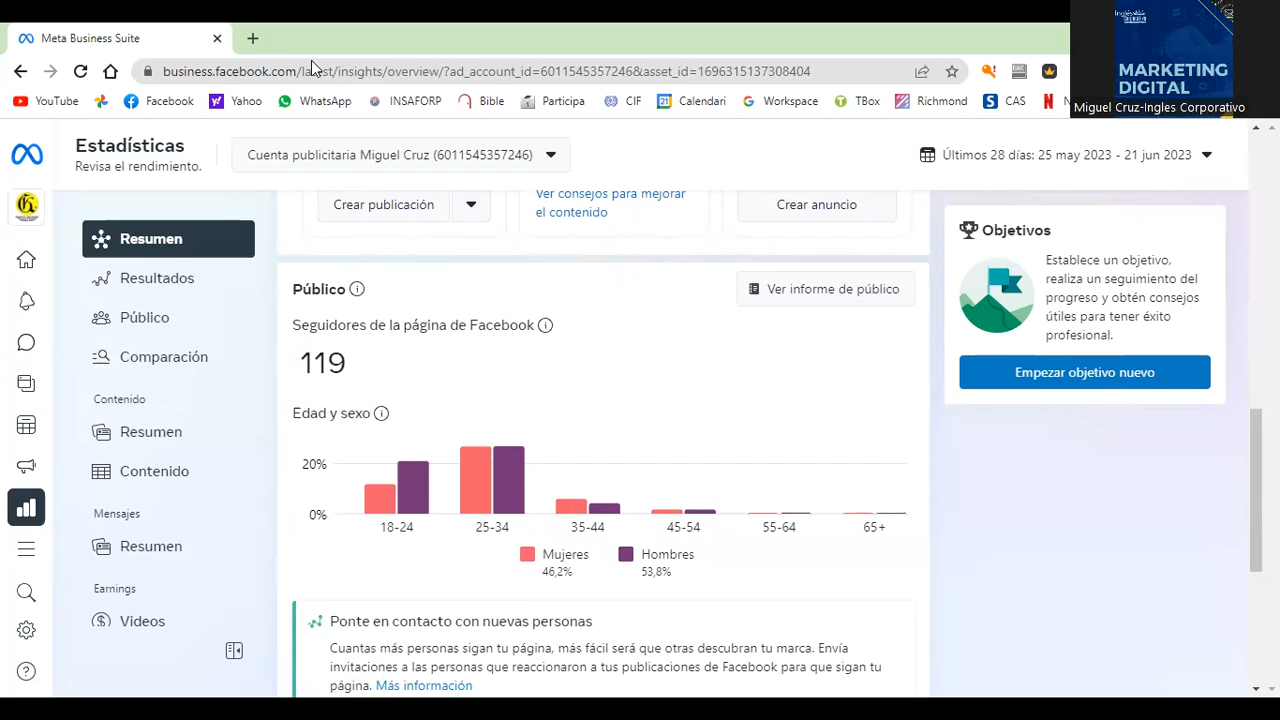 Meta Business Suite
business.facebook.com/latest/insights/overview/?ad_account_id=6011545357246&asset_id=1696315137308404
YouTube
Facebook
Yahoo
WhatsApp
INSAFORP
Bible
Participa
CIF
Calendari
Workspace
TBox
Richmond
CAS
MARKETING
DIGITAL
Miguel Cruz-Ingles Corporativo
Estadísticas
Revisa el rendimiento.
Cuenta publicitaria Miguel Cruz (6011545357246)
Últimos 28 días: 25 may 2023 - 21 jun 2023
Resumen
Resultados
Público
Comparación
Contenido
Resumen
Contenido
Mensajes
Resumen
Earnings
Videos
Crear publicación
Ver consejos para mejorar
el contenido
Crear anuncio
Público
Ver informe de público
Seguidores de la página de Facebook
119
Edad y sexo
20%
0%
18-24 25-34 35-44 45-54 55-64 65+
Mujeres Hombres
46,2% 53,8%
Ponte en contacto con nuevas personas
Cuantas más personas sigan tu página, más fácil será que otras descubran tu marca. Envía
invitaciones a las personas que reaccionaron a tus publicaciones de Facebook para que sigan tu
página. Más información
Objetivos
Establece un objetivo,
realiza un seguimiento del
progreso y obtén consejos
útiles para tener éxito
profesional.
Empezar objetivo nuevo